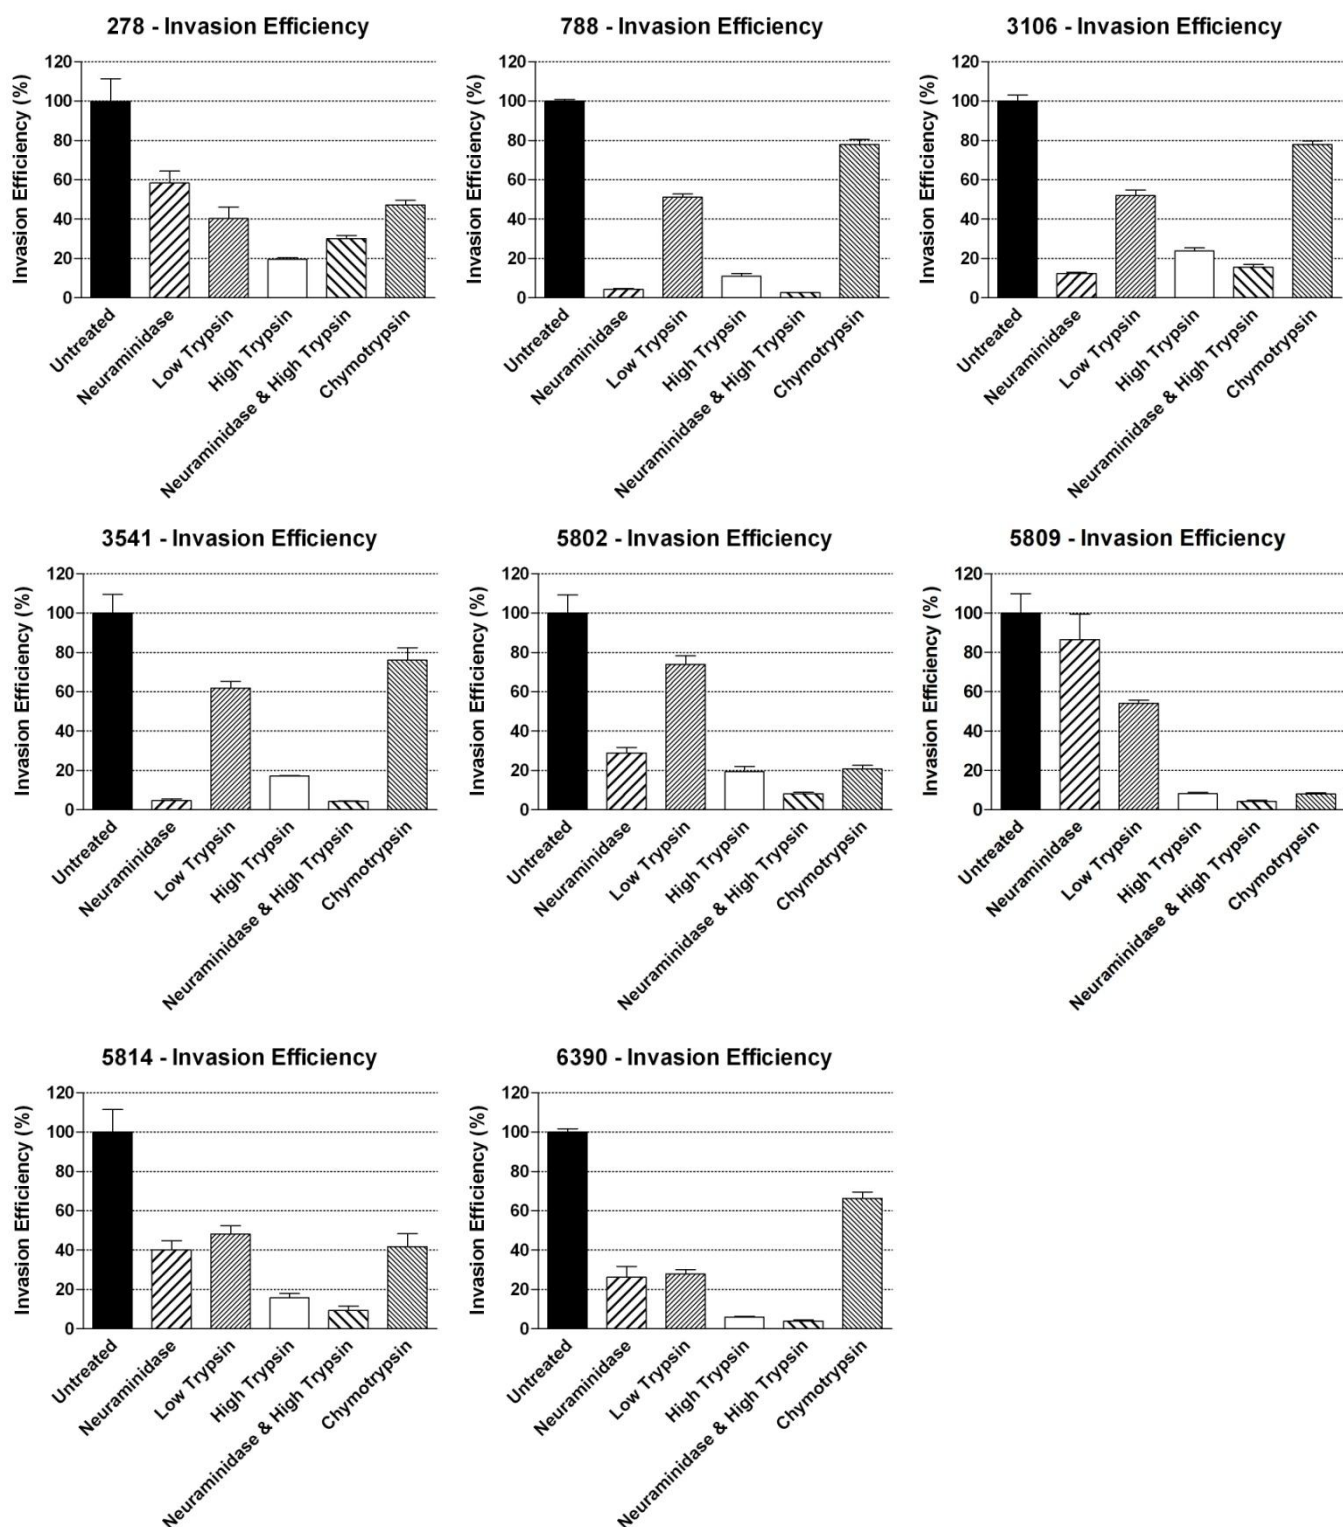 278 - Invasion Efficiency
Invasion Efficiency (%)
120
100
80
60
40
20
0
Untreated
Neuraminidase
Low Trypsin
High Trypsin
Neuraminidase & High Trypsin
Chymotrypsin
788 - Invasion Efficiency
Invasion Efficiency (%)
120
100
80
60
40
20
0
Untreated
Neuraminidase
Low Trypsin
High Trypsin
Neuraminidase & High Trypsin
Chymotrypsin
3106 - Invasion Efficiency
Invasion Efficiency (%)
120
100
80
60
40
20
0
Untreated
Neuraminidase
Low Trypsin
High Trypsin
Neuraminidase & High Trypsin
Chymotrypsin
3541 - Invasion Efficiency
Invasion Efficiency (%)
120
100
80
60
40
20
0
Untreated
Neuraminidase
Low Trypsin
High Trypsin
Neuraminidase & High Trypsin
Chymotrypsin
5802 - Invasion Efficiency
Invasion Efficiency (%)
120
100
80
60
40
20
0
Untreated
Neuraminidase
Low Trypsin
High Trypsin
Neuraminidase & High Trypsin
Chymotrypsin
5809 - Invasion Efficiency
Invasion Efficiency (%)
120
100
80
60
40
20
0
Untreated
Neuraminidase
Low Trypsin
High Trypsin
Neuraminidase & High Trypsin
Chymotrypsin
5814 - Invasion Efficiency
Invasion Efficiency (%)
120
100
80
60
40
20
0
Untreated
Neuraminidase
Low Trypsin
High Trypsin
Neuraminidase & High Trypsin
Chymotrypsin
6390 - Invasion Efficiency
Invasion Efficiency (%)
120
100
80
60
40
20
0
Untreated
Neuraminidase
Low Trypsin
High Trypsin
Neuraminidase & High Trypsin
Chymotrypsin